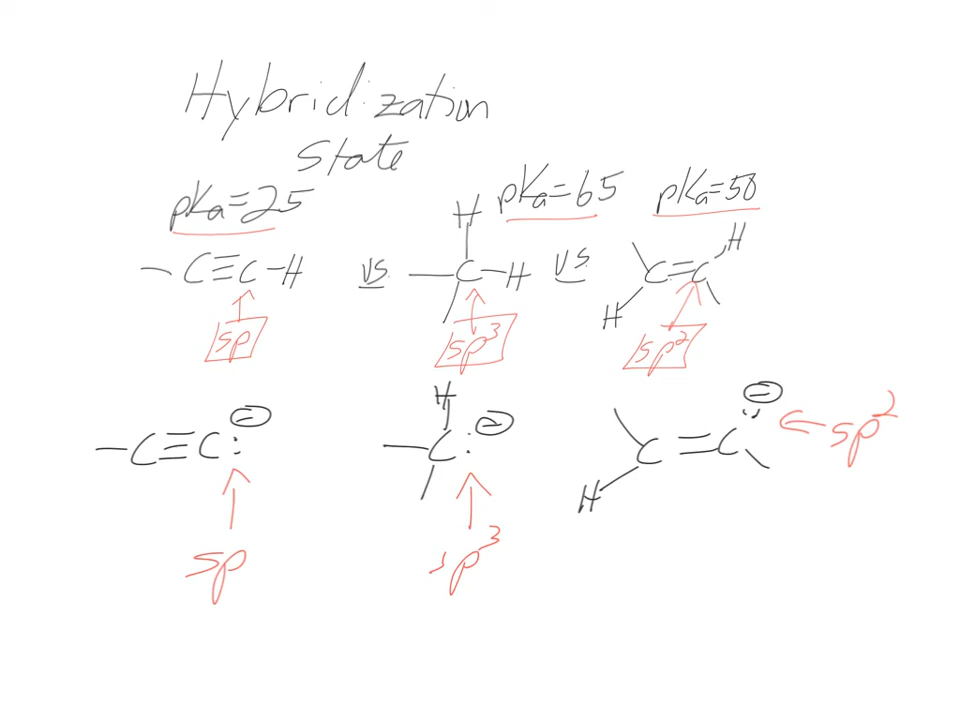 Hybridization
State
pKa=25 pKa=65 pKa=50
H H
— C≡C-H vs. —C-H vs. C=C
H
sp sp³ sp²
H
—C≡C:⊖ —C:⊖ C=C:⊖ ← sp²
H
sp sp³